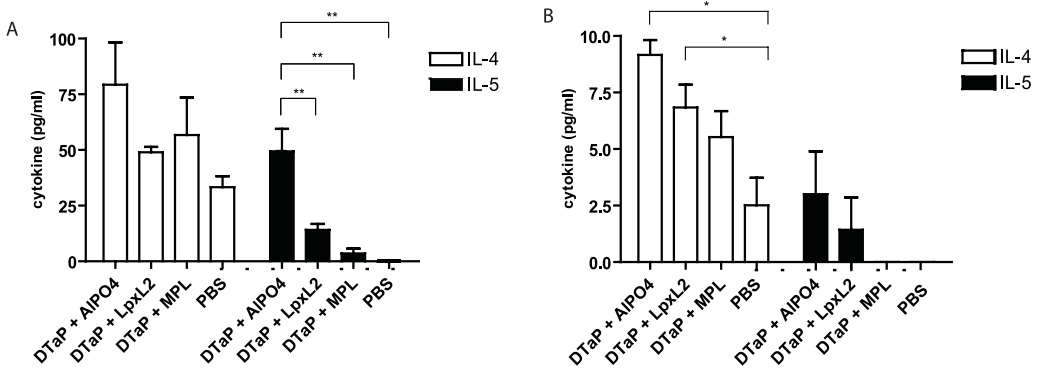 A
cytokine (pg/ml)
100
75
50
25
0
**
**
**
IL-4
IL-5
DTaP + AlPO4
DTaP + LpxL2
DTaP + MPL
PBS
DTaP + AlPO4
DTaP + LpxL2
DTaP + MPL
PBS
B
cytokine (pg/ml)
10.0
7.5
5.0
2.5
0.0
*
*
IL-4
IL-5
DTaP + AlPO4
DTaP + LpxL2
DTaP + MPL
PBS
DTaP + AlPO4
DTaP + LpxL2
DTaP + MPL
PBS